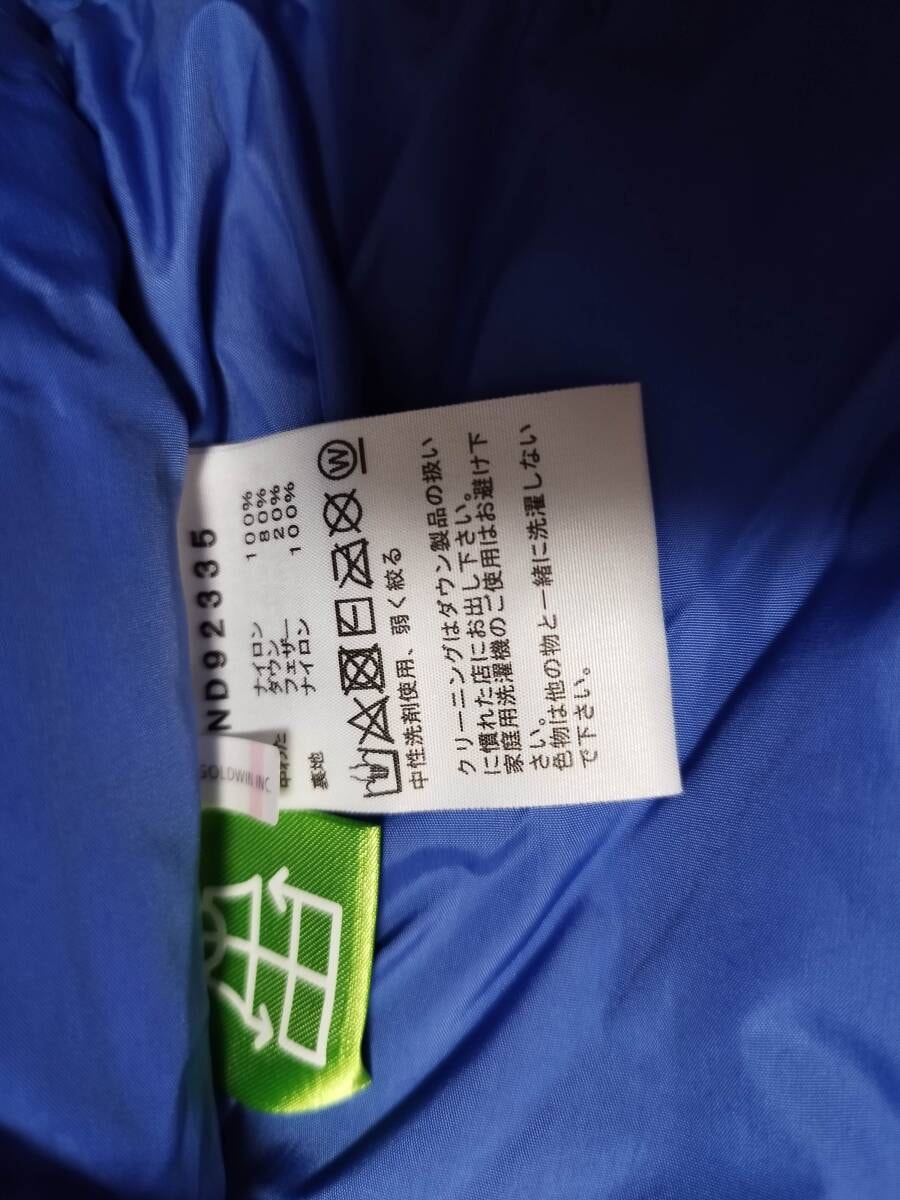 ND92335
ナイロン 100%
中わた ダウン 80%
フェザー 20%
裏地 ナイロン 100%
W
中性洗剤使用、弱く絞る
クリーニングはダウン製品の扱い
に慣れた店にお出し下さい。
家庭用洗濯機のご使用はお避け下
さい。
色物は他の物と一緒に洗濯しない
で下さい。
GOLDWIN INC.